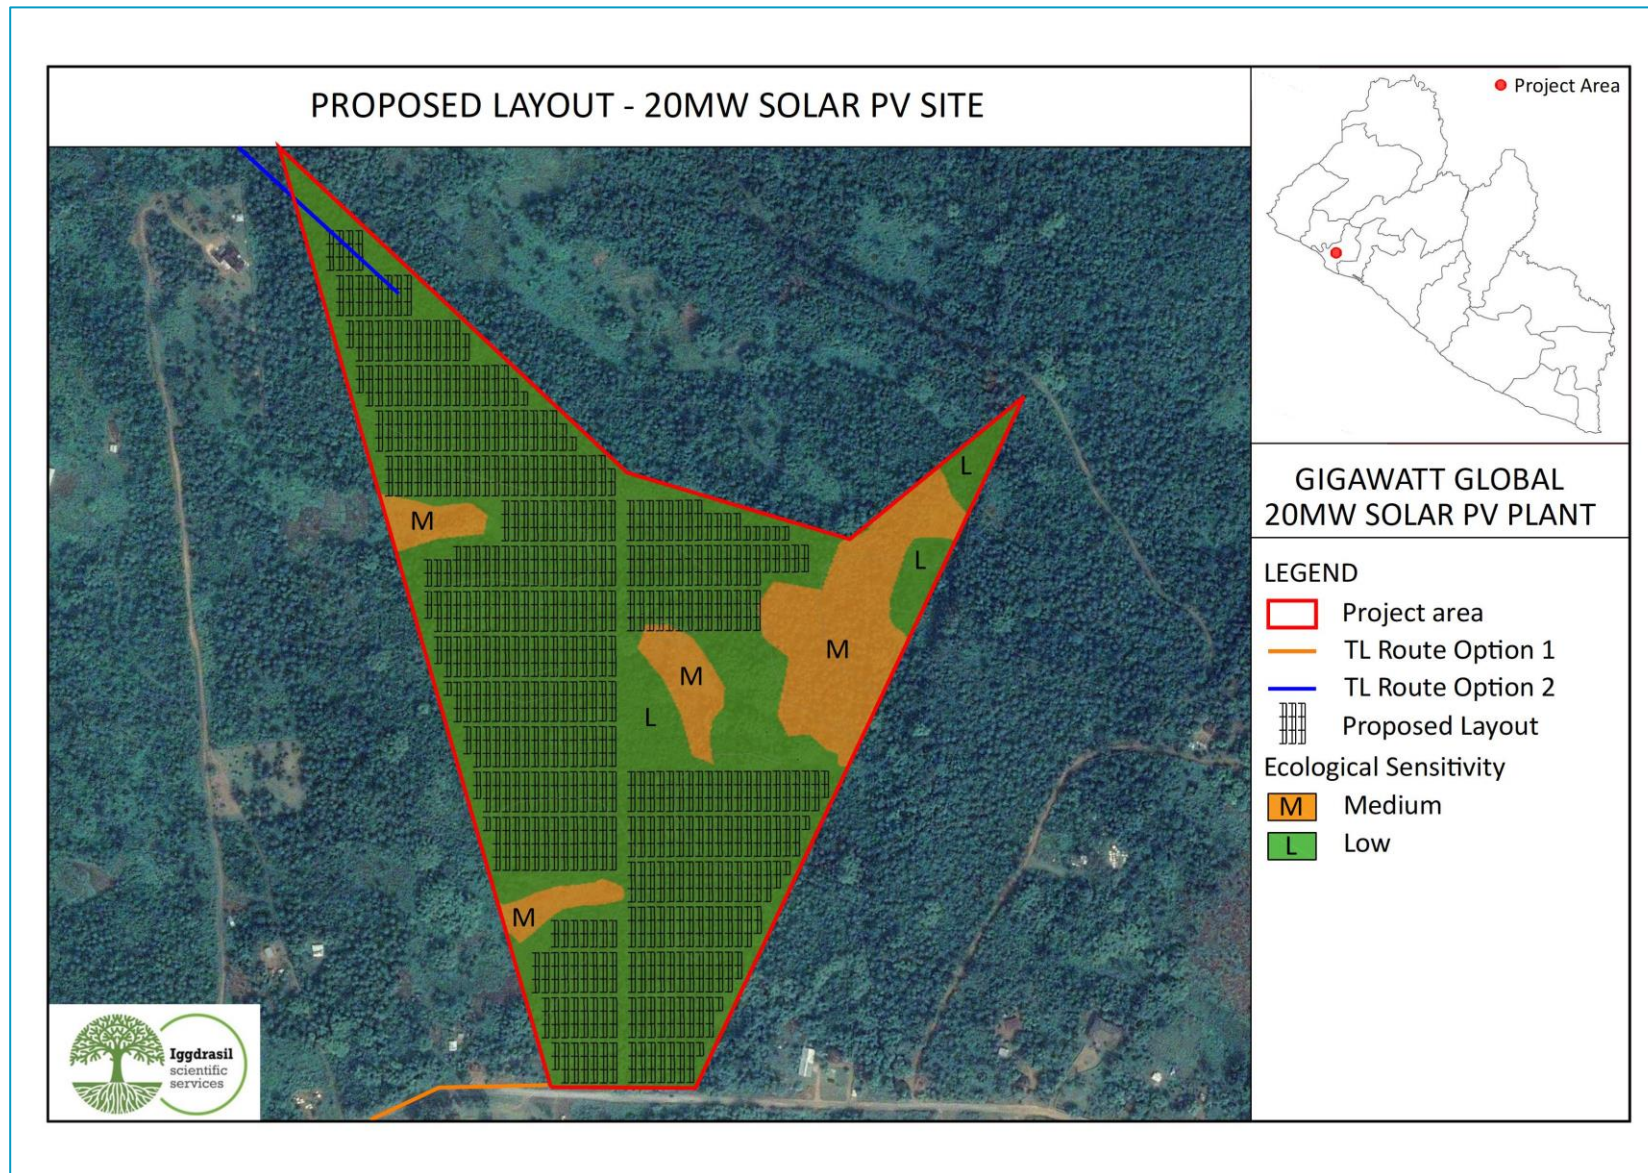 PROPOSED LAYOUT - 20MW SOLAR PV SITE
Project Area
L
M
L
M
M
L
M
Iggdrasil
scientific
services
GIGAWATT GLOBAL
20MW SOLAR PV PLANT
LEGEND
Project area
TL Route Option 1
TL Route Option 2
Proposed Layout
Ecological Sensitivity
M Medium
L Low